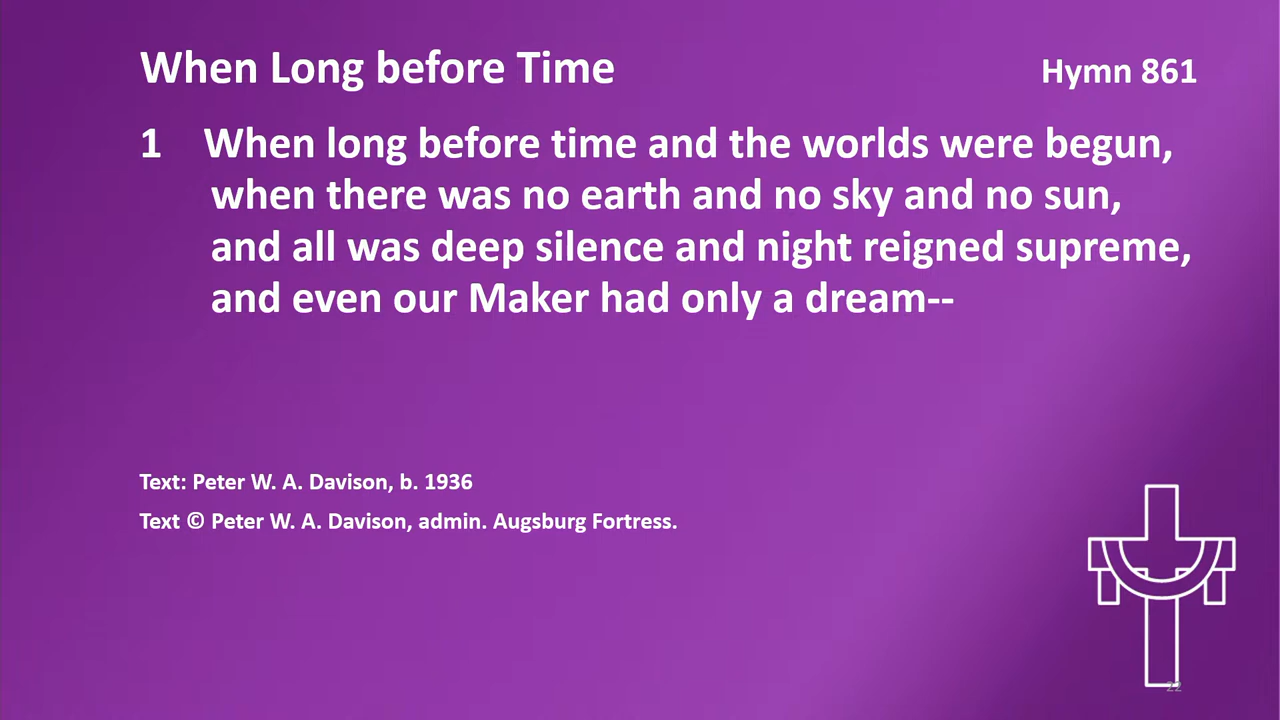 When Long before Time Hymn 861
1 When long before time and the worlds were begun,
when there was no earth and no sky and no sun,
and all was deep silence and night reigned supreme,
and even our Maker had only a dream--
Text: Peter W. A. Davison, b. 1936
Text © Peter W. A. Davison, admin. Augsburg Fortress.
22